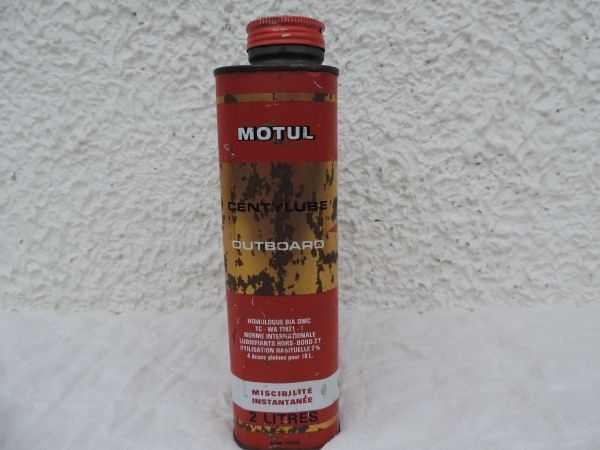 MOTUL
CENTYLUBE
OUTBOARD
HOMOLOGUE BIA OMC
TC - WA 11621 - 1
NORME INTERNATIONALE
LUBRIFIANTS HORS-BORD 2T
UTILISATION HABITUELLE 2%
4 doses pleines pour 10 L.
MISCIBILITÉ
INSTANTANÉE
2 LITRES